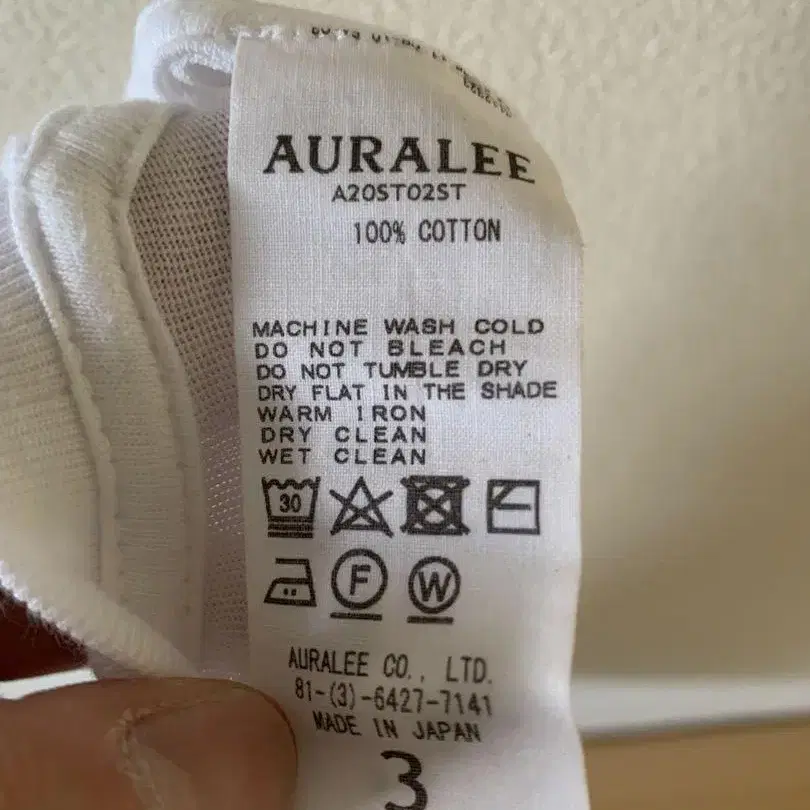 AURALEE
A20ST02ST
100% COTTON
MACHINE WASH COLD
DO NOT BLEACH
DO NOT TUMBLE DRY
DRY FLAT IN THE SHADE
WARM IRON
DRY CLEAN
WET CLEAN
30
F W
AURALEE CO., LTD.
81-(3)-6427-7141
MADE IN JAPAN
3